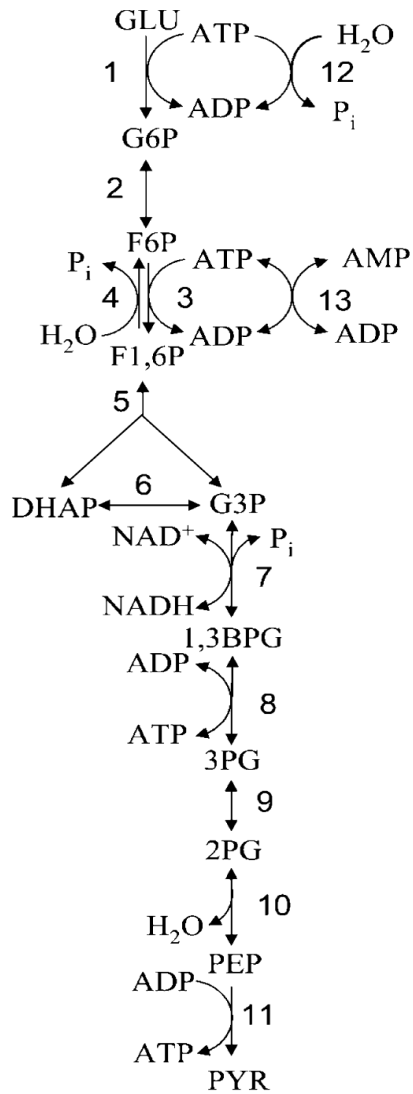 GLU
ATP
H₂O
1
12
ADP
Pᵢ
G6P
2
F6P
Pᵢ
ATP
AMP
4
3
13
H₂O
ADP
ADP
F1,6P
5
6
DHAP
G3P
NAD⁺
Pᵢ
7
NADH
1,3BPG
ADP
8
ATP
3PG
9
2PG
10
H₂O
PEP
ADP
11
ATP
PYR